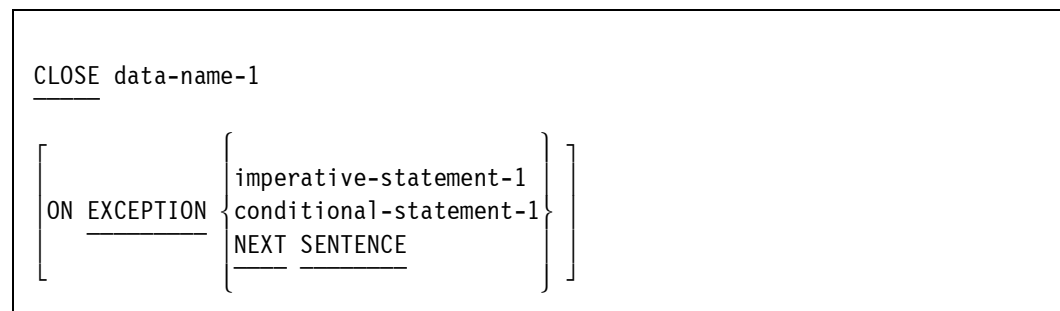 CLOSE data-name-1
imperative-statement-1
ON EXCEPTION conditional-statement-1
NEXT SENTENCE